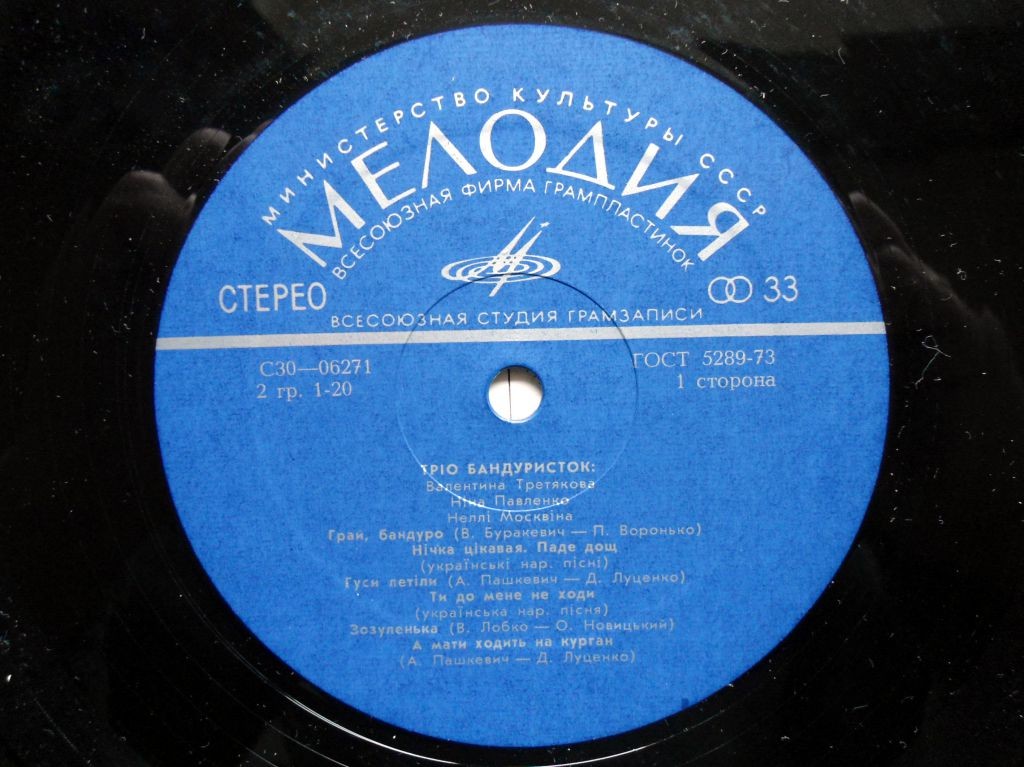 МИНИСТЕРСТВО КУЛЬТУРЫ СССР
МЕЛОДИЯ
ВСЕСОЮЗНАЯ ФИРМА ГРАМПЛАСТИНОК
СТЕРЕО
33
ВСЕСОЮЗНАЯ СТУДИЯ ГРАМЗАПИСИ
С30—06271
ГОСТ 5289-73
2 гр. 1-20
1 сторона
ТРІО БАНДУРИСТОК:
Валентина Третякова
Ніна Павленко
Неллі Москвіна
Грай, бандуро (В. Буракевич — П. Воронько)
Нічка цікавая. Паде дощ
(українські нар. пісні)
Гуси летіли (А. Пашкевич — Д. Луценко)
Ти до мене не ходи
(українська нар. пісня)
Зозуленька (В. Лобко — О. Новицький)
А мати ходить на курган
(А. Пашкевич — Д. Луценко)